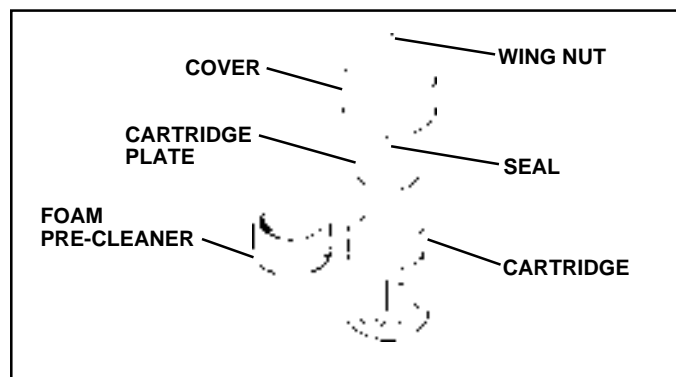 WING NUT
COVER
CARTRIDGE
PLATE
SEAL
FOAM
PRE-CLEANER
CARTRIDGE